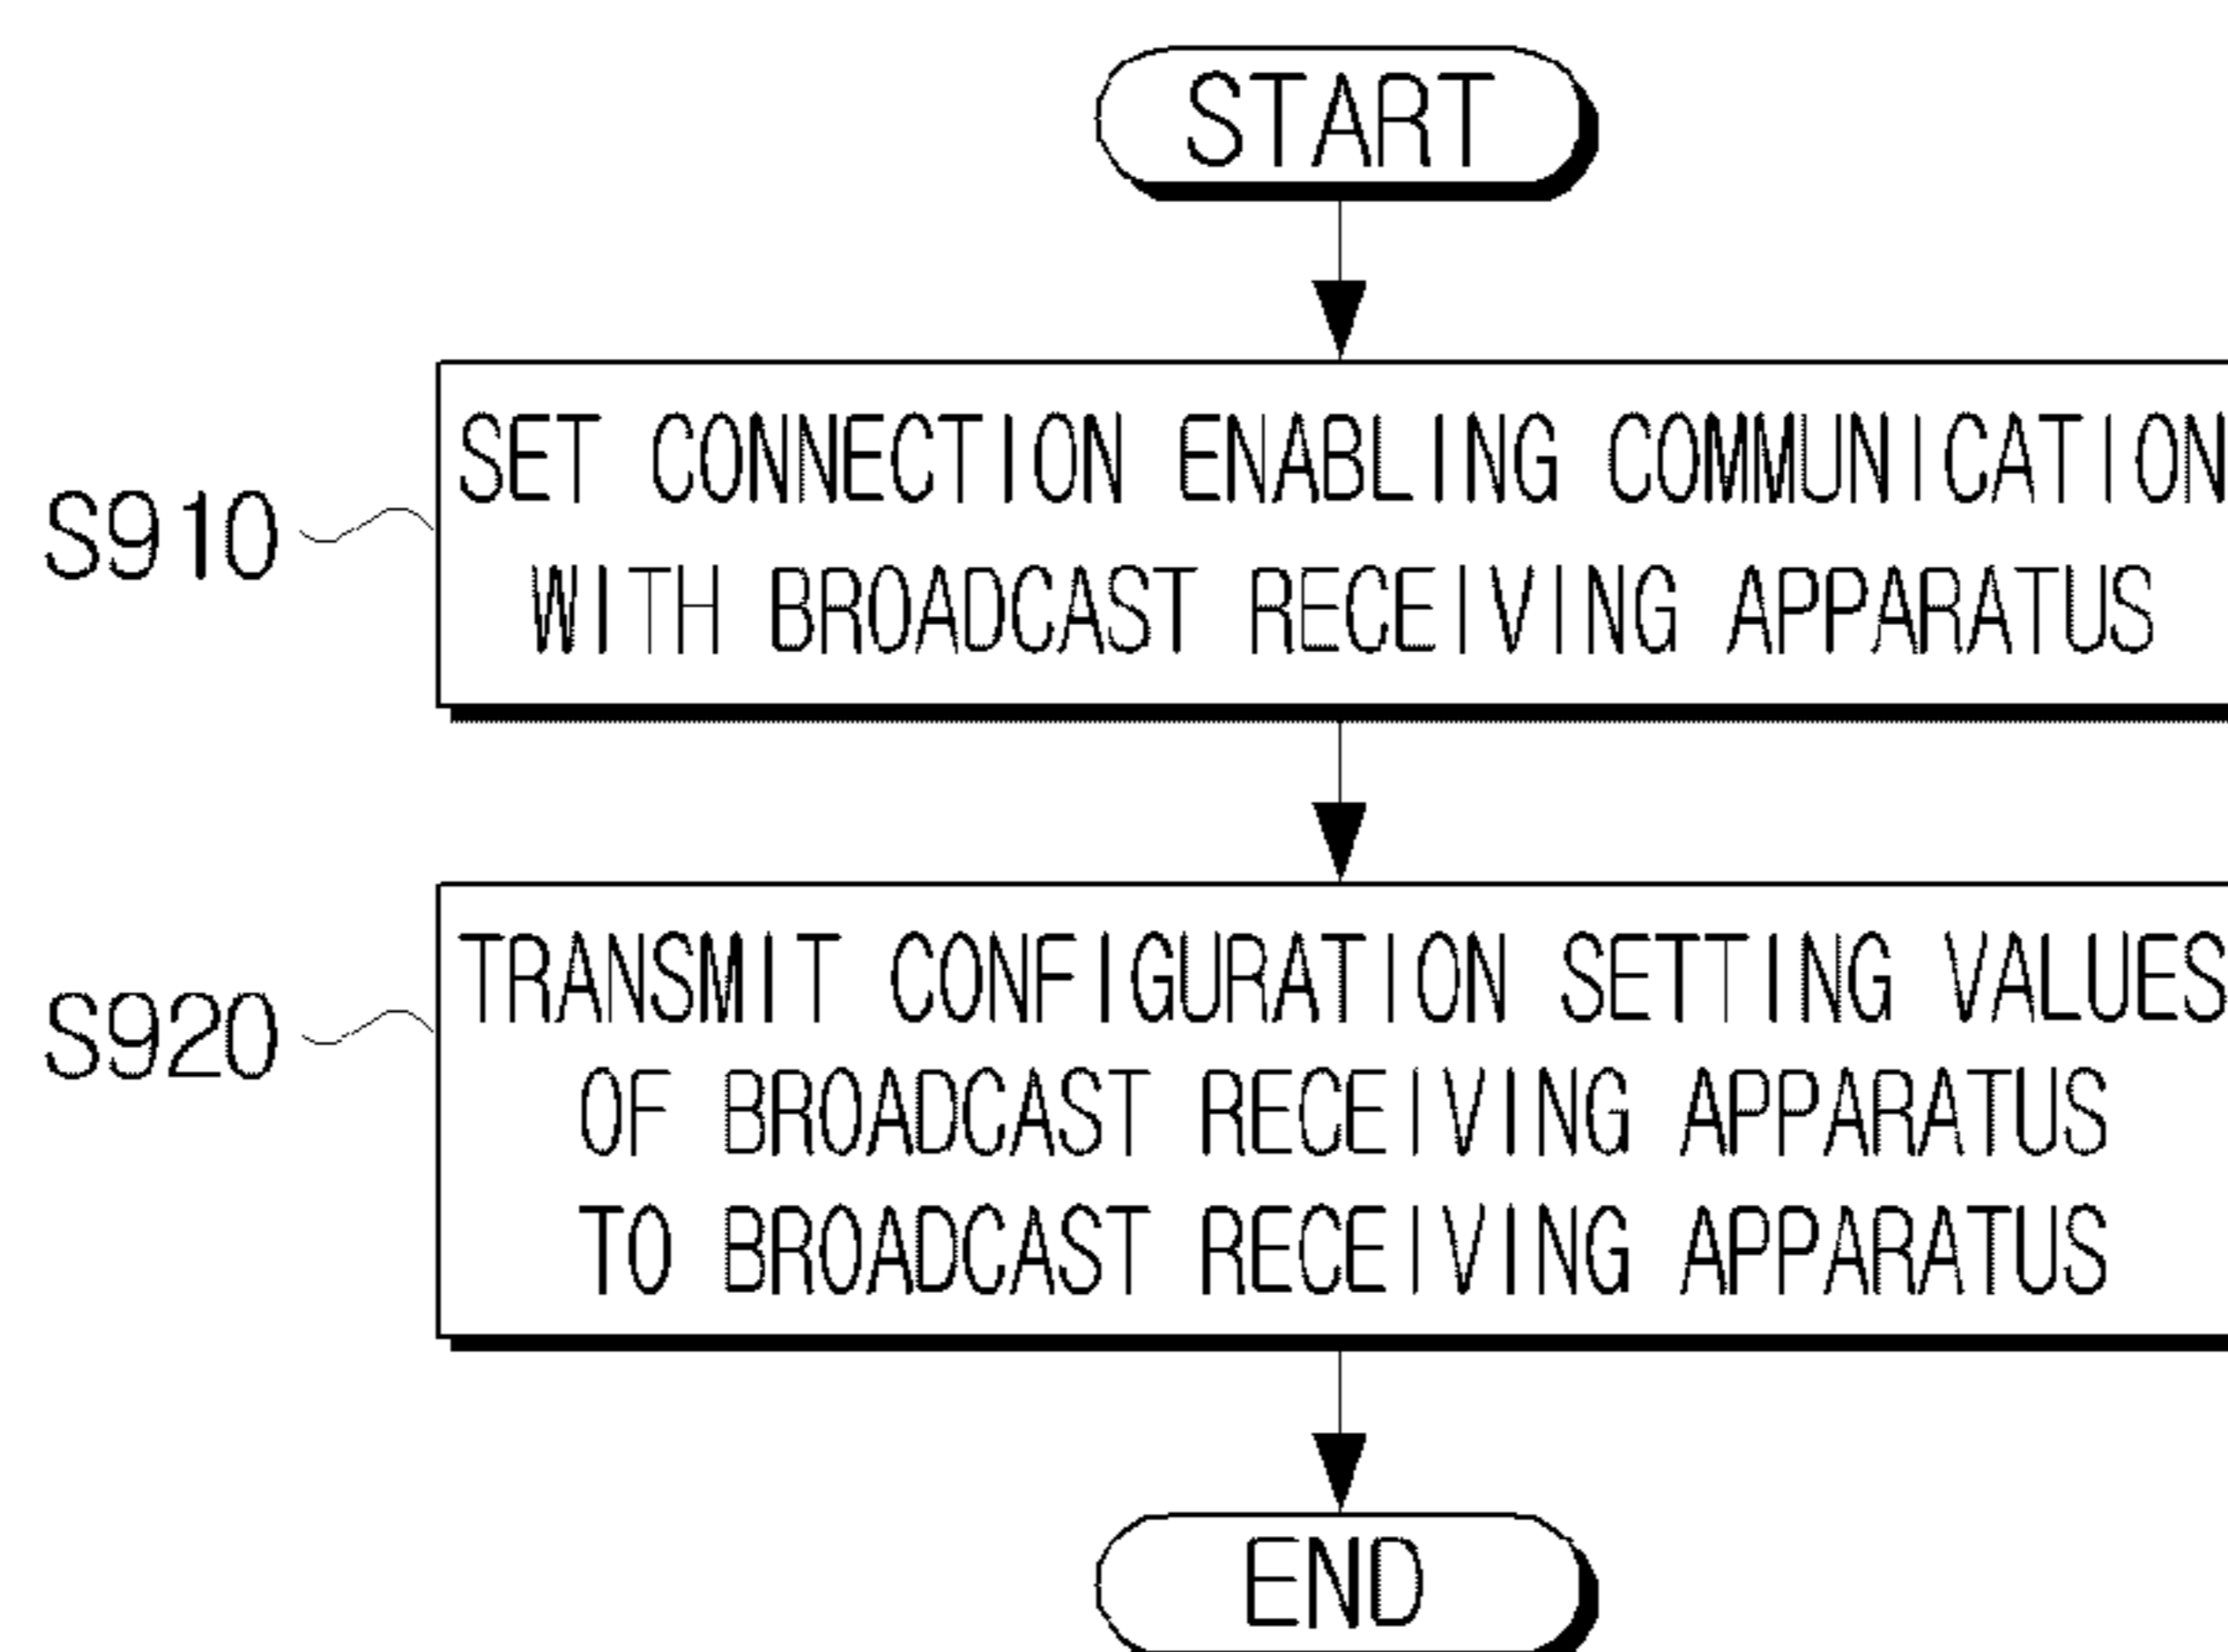 START
S910
SET CONNECTION ENABLING COMMUNICATION
WITH BROADCAST RECEIVING APPARATUS
S920
TRANSMIT CONFIGURATION SETTING VALUES
OF BROADCAST RECEIVING APPARATUS
TO BROADCAST RECEIVING APPARATUS
END